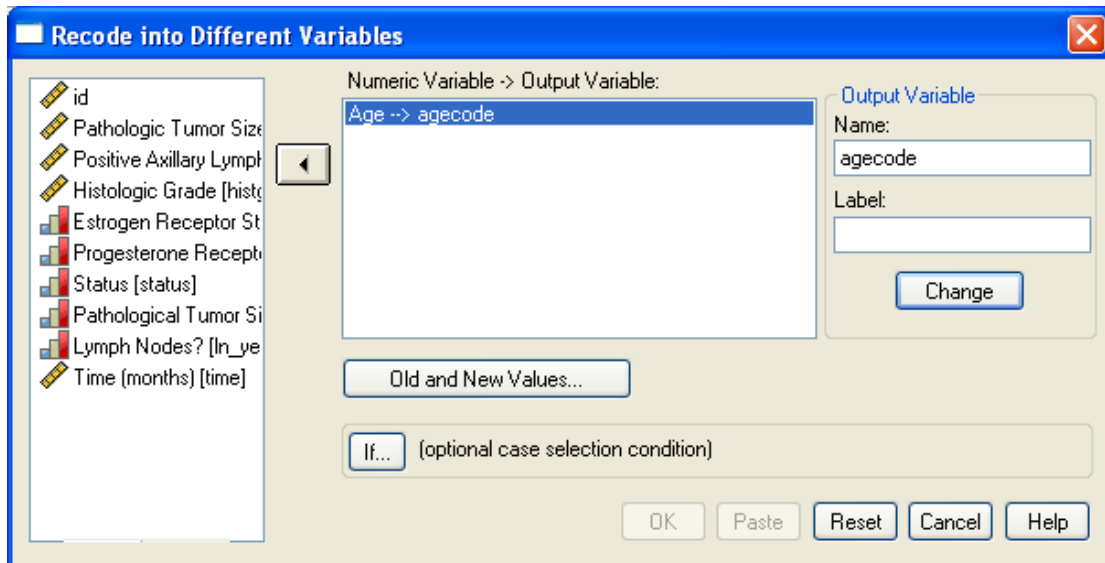 Recode into Different Variables
id
Pathologic Tumor Size
Positive Axillary Lymph
Histologic Grade [histo
Estrogen Receptor St
Progesterone Recepto
Status [status]
Pathological Tumor Si
Lymph Nodes? [ln_ye
Time (months) [time]
Numeric Variable -> Output Variable:
Age --> agecode
Output Variable
Name:
agecode
Label:
Change
Old and New Values...
If... (optional case selection condition)
OK Paste Reset Cancel Help